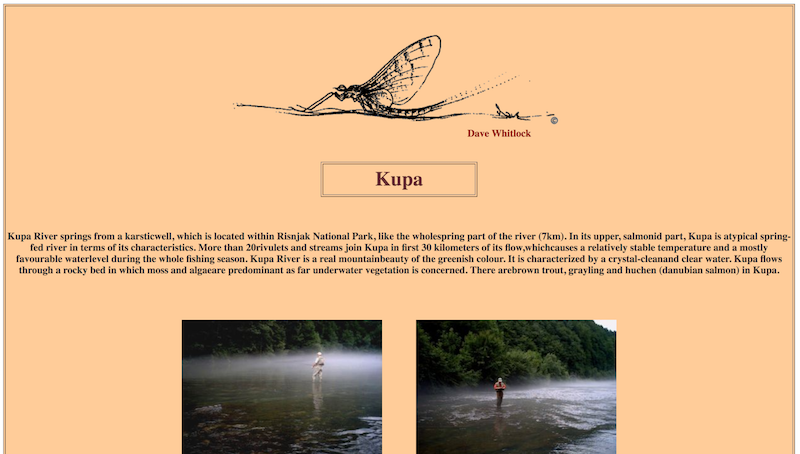 ©
Dave Whitlock
Kupa
Kupa River springs from a karsticwell, which is located within Risnjak National Park, like the wholespring part of the river (7km). In its upper, salmonid part, Kupa is atypical spring-
fed river in terms of its characteristics. More than 20rivulets and streams join Kupa in first 30 kilometers of its flow,whichcauses a relatively stable temperature and a mostly
favourable waterlevel during the whole fishing season. Kupa River is a real mountainbeauty of the greenish colour. It is characterized by a crystal-cleanand clear water. Kupa flows
through a rocky bed in which moss and algaeare predominant as far underwater vegetation is concerned. There arebrown trout, grayling and huchen (danubian salmon) in Kupa.